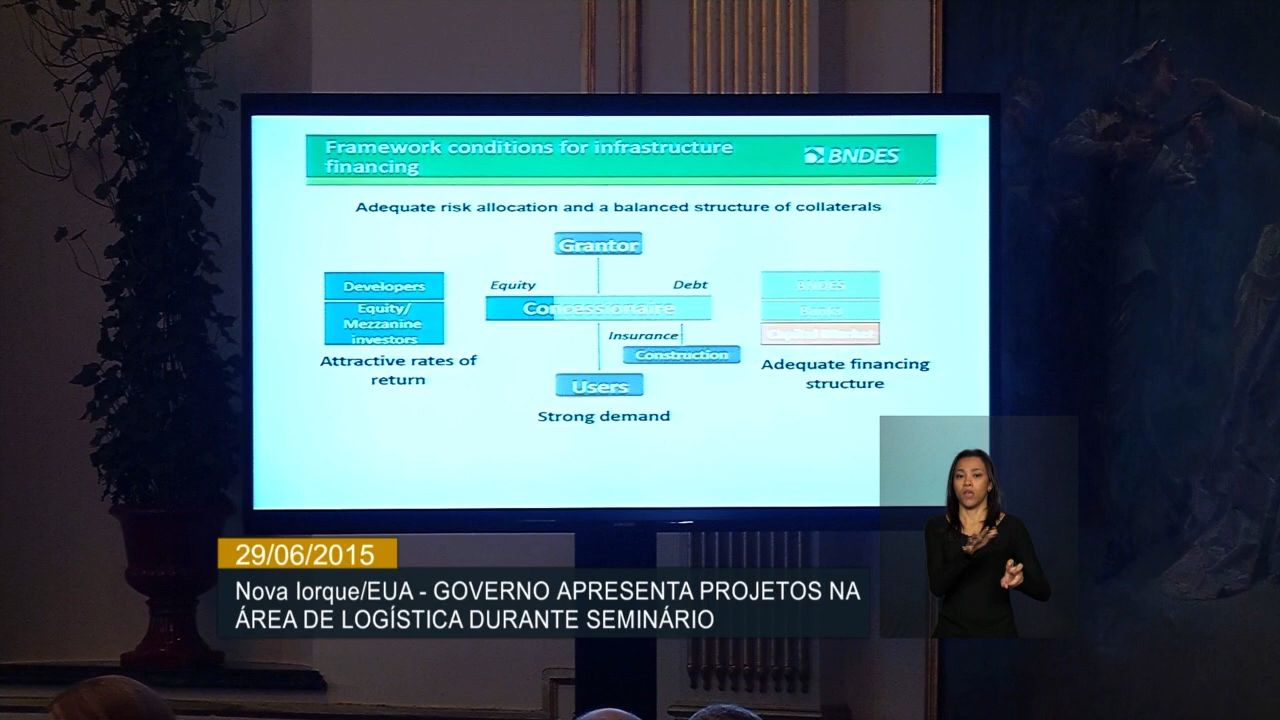 Framework conditions for infrastructure
financing
BNDES
Adequate risk allocation and a balanced structure of collaterals
Grantor
Developers
Equity/
Mezzanine
investors
Attractive rates of
return
Equity
Debt
Concessionaire
Insurance
Construction
Users
Strong demand
BNDES
Banks
Capital Market
Adequate financing
structure
29/06/2015
Nova Iorque/EUA - GOVERNO APRESENTA PROJETOS NA
ÁREA DE LOGÍSTICA DURANTE SEMINÁRIO